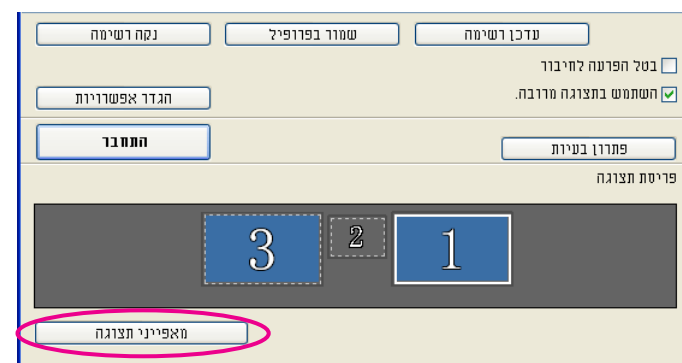 עדכן רשימה שמור בפרופיל נקה רשימה
בטל הפרעה לחיבור
השתמש בתצוגה מרובה. הגדר אפשרויות
התחבר
פתרון בעיות
פריסת תצוגה
1 2 3
מאפייני תצוגה